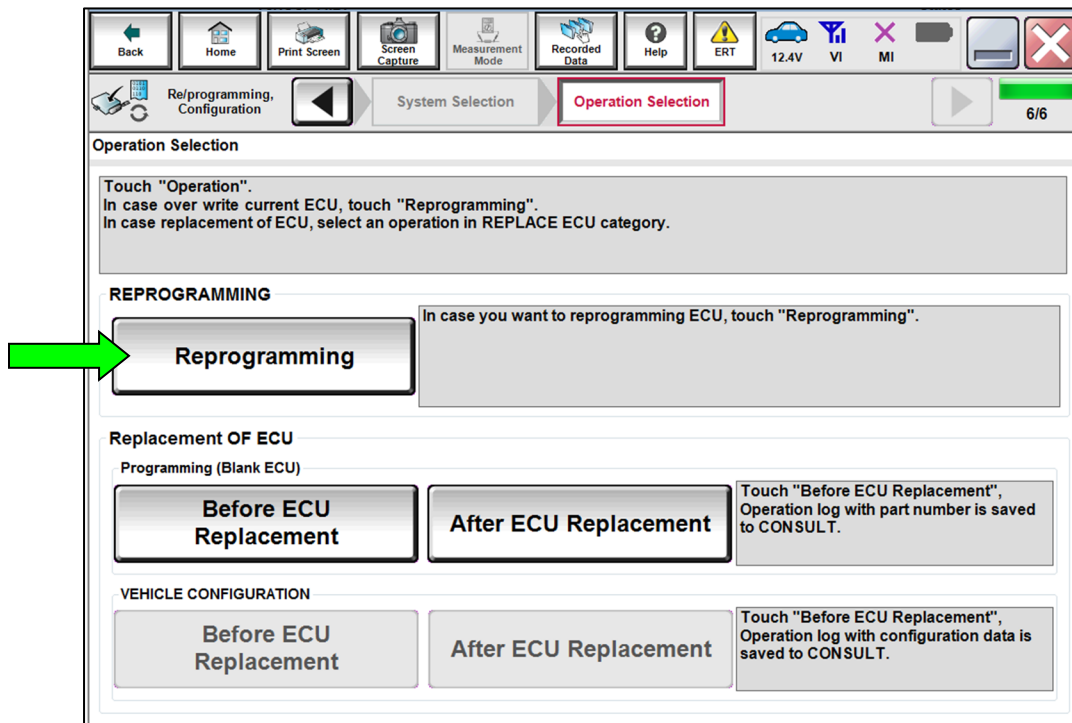 Back
Home
Print Screen
Screen
Capture
Measurement
Mode
Recorded
Data
Help
ERT
12.4V
VI
MI
Re/programming,
Configuration
System Selection
Operation Selection
6/6
Operation Selection
Touch "Operation".
In case over write current ECU, touch "Reprogramming".
In case replacement of ECU, select an operation in REPLACE ECU category.
REPROGRAMMING
Reprogramming
In case you want to reprogramming ECU, touch "Reprogramming".
Replacement OF ECU
Programming (Blank ECU)
Before ECU
Replacement
After ECU Replacement
Touch "Before ECU Replacement",
Operation log with part number is saved
to CONSULT.
VEHICLE CONFIGURATION
Before ECU
Replacement
After ECU Replacement
Touch "Before ECU Replacement",
Operation log with configuration data is
saved to CONSULT.